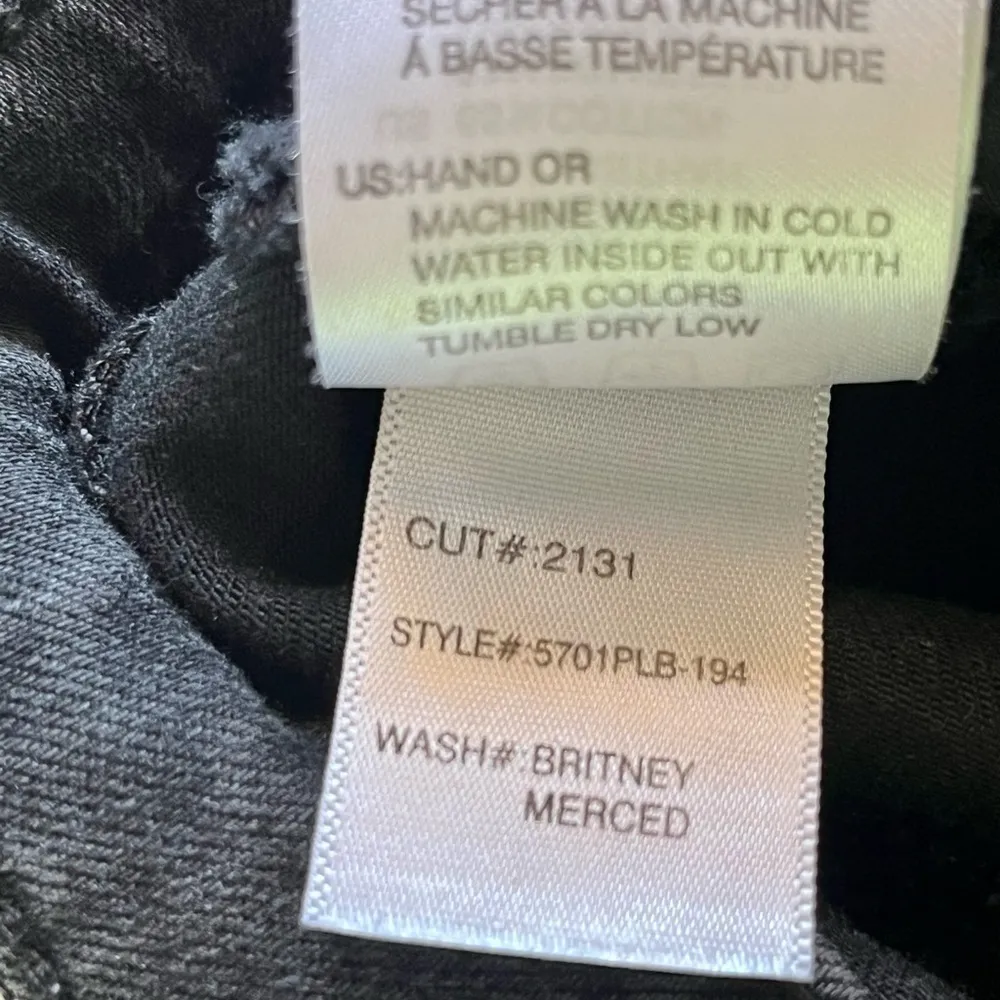 SÉCHER À LA MACHINE
Á BASSE TEMPÉRATURE
US:HAND OR
MACHINE WASH IN COLD
WATER INSIDE OUT WITH
SIMILAR COLORS
TUMBLE DRY LOW
CUT#:2131
STYLE#:5701PLB-194
WASH#:BRITNEY
MERCED